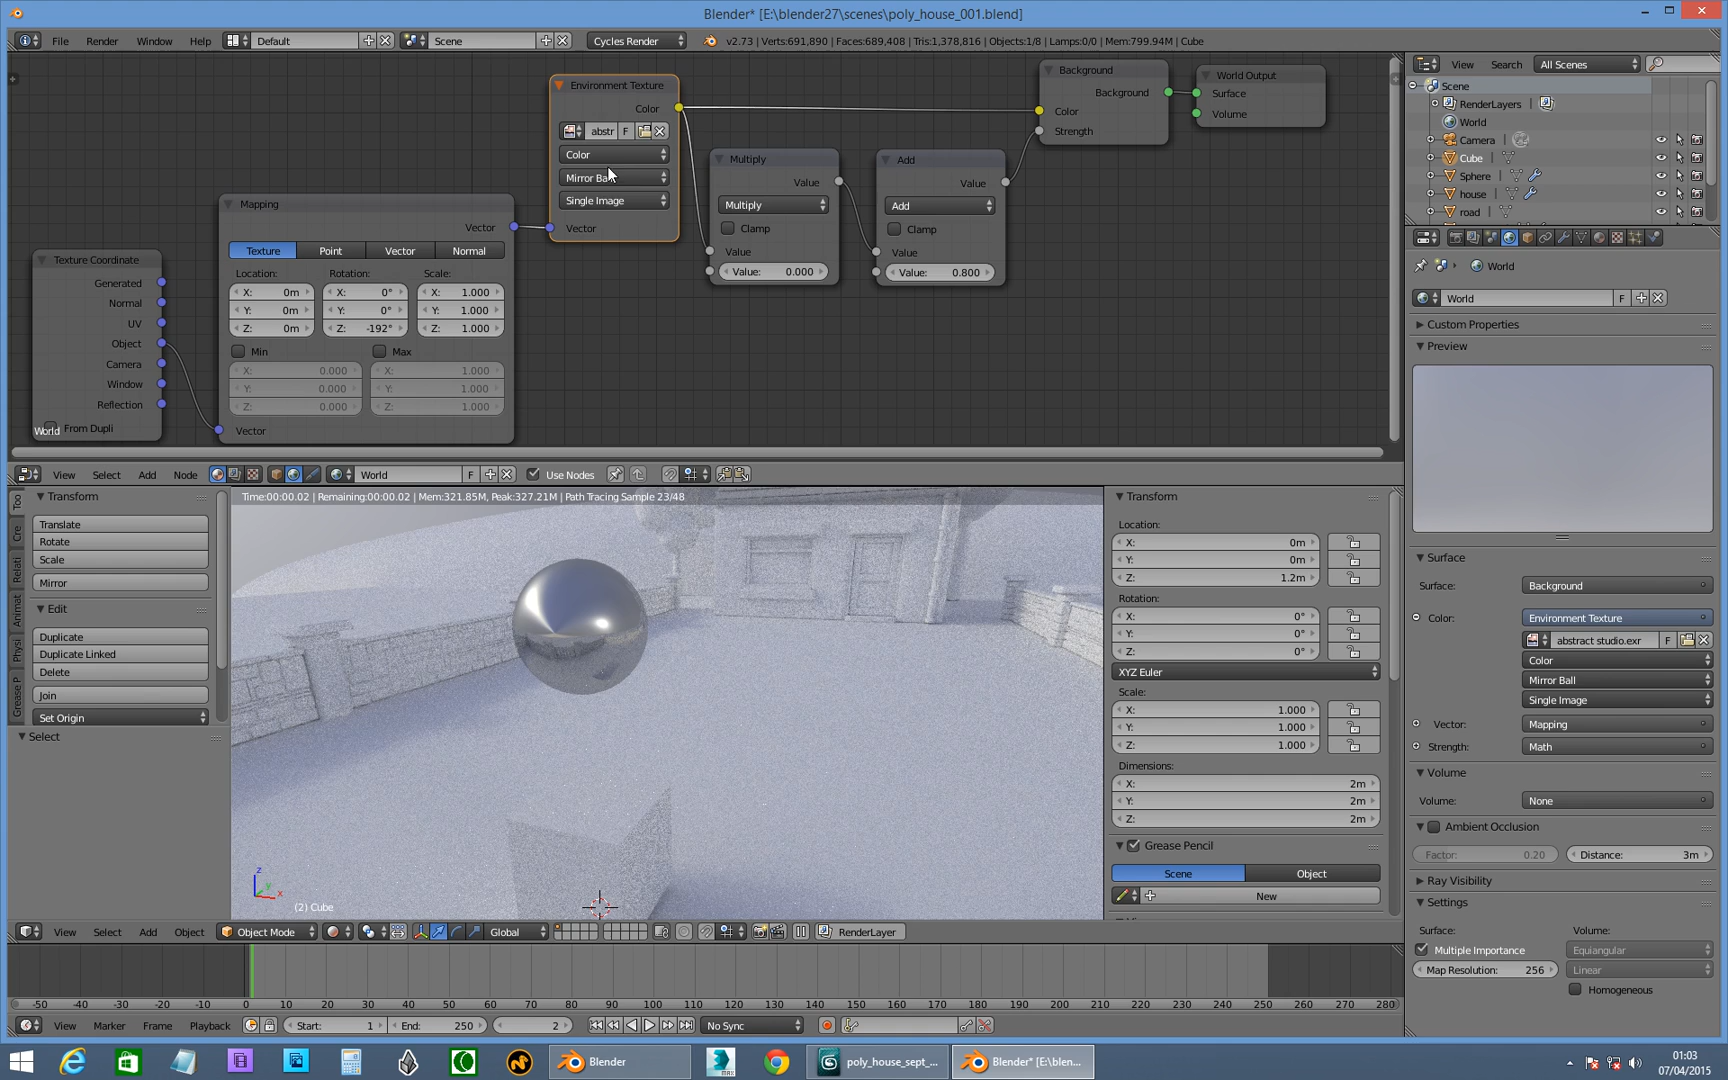 Blender* [E:\blender27\scenes\poly_house_001.blend]
File Render Window Help Default Scene Cycles Render v2.73 | Verts:691,890 | Faces:689,408 | Tris:1,378,816 | Objects:1/8 | Lamps:0/0 | Mem:799.94M | Cube
Environment Texture
Color
abstr F
Color
Mirror Ba
Single Image
Vector
Background
Background
Color
Strength
World Output
Surface
Volume
Multiply
Value
Multiply
Clamp
Value
Value: 0.000
Add
Value
Add
Clamp
Value
Value: 0.800
Mapping
Vector
Texture Point Vector Normal
Location: Rotation: Scale:
X: 0m X: 0° X: 1.000
Y: 0m Y: 0° Y: 1.000
Z: 0m Z: -192° Z: 1.000
Min Max
X: 0.000 X: 1.000
Y: 0.000 Y: 1.000
Z: 0.000 Z: 1.000
Vector
Texture Coordinate
Generated
Normal
UV
Object
Camera
Window
Reflection
From Dupli
World
View Select Add Node World F Use Nodes
View Search All Scenes
Scene
RenderLayers
World
Camera
Cube
Sphere
house
road
World
World F
Custom Properties
Preview
Surface
Surface: Background
Color: Environment Texture
abstract studio.exr F
Color
Mirror Ball
Single Image
Vector: Mapping
Strength: Math
Volume
Volume: None
Ambient Occlusion
Factor: 0.20 Distance: 3m
Ray Visibility
Settings
Surface: Volume:
Multiple Importance Equiangular
Map Resolution: 256 Linear
Homogeneous
Too
Cre
Relati
Animat
Physi
Grease P
Transform
Translate
Rotate
Scale
Mirror
Edit
Duplicate
Duplicate Linked
Delete
Join
Set Origin
Select
Time:00:00.02 | Remaining:00:00.02 | Mem:321.85M, Peak:327.21M | Path Tracing Sample 23/48
z
y
x
(2) Cube
Transform
Location:
X: 0m
Y: 0m
Z: 1.2m
Rotation:
X: 0°
Y: 0°
Z: 0°
XYZ Euler
Scale:
X: 1.000
Y: 1.000
Z: 1.000
Dimensions:
X: 2m
Y: 2m
Z: 2m
Grease Pencil
Scene Object
New
View Select Add Object Object Mode Global RenderLayer
-50 -40 -30 -20 -10 0 10 20 30 40 50 60 70 80 90 100 110 120 130 140 150 160 170 180 190 200 210 220 230 240 250 260 270 280
View Marker Frame Playback Start: 1 End: 250 2 No Sync
Blender MAX poly_house_sept_... Blender* [E:\blen...
01:03
07/04/2015